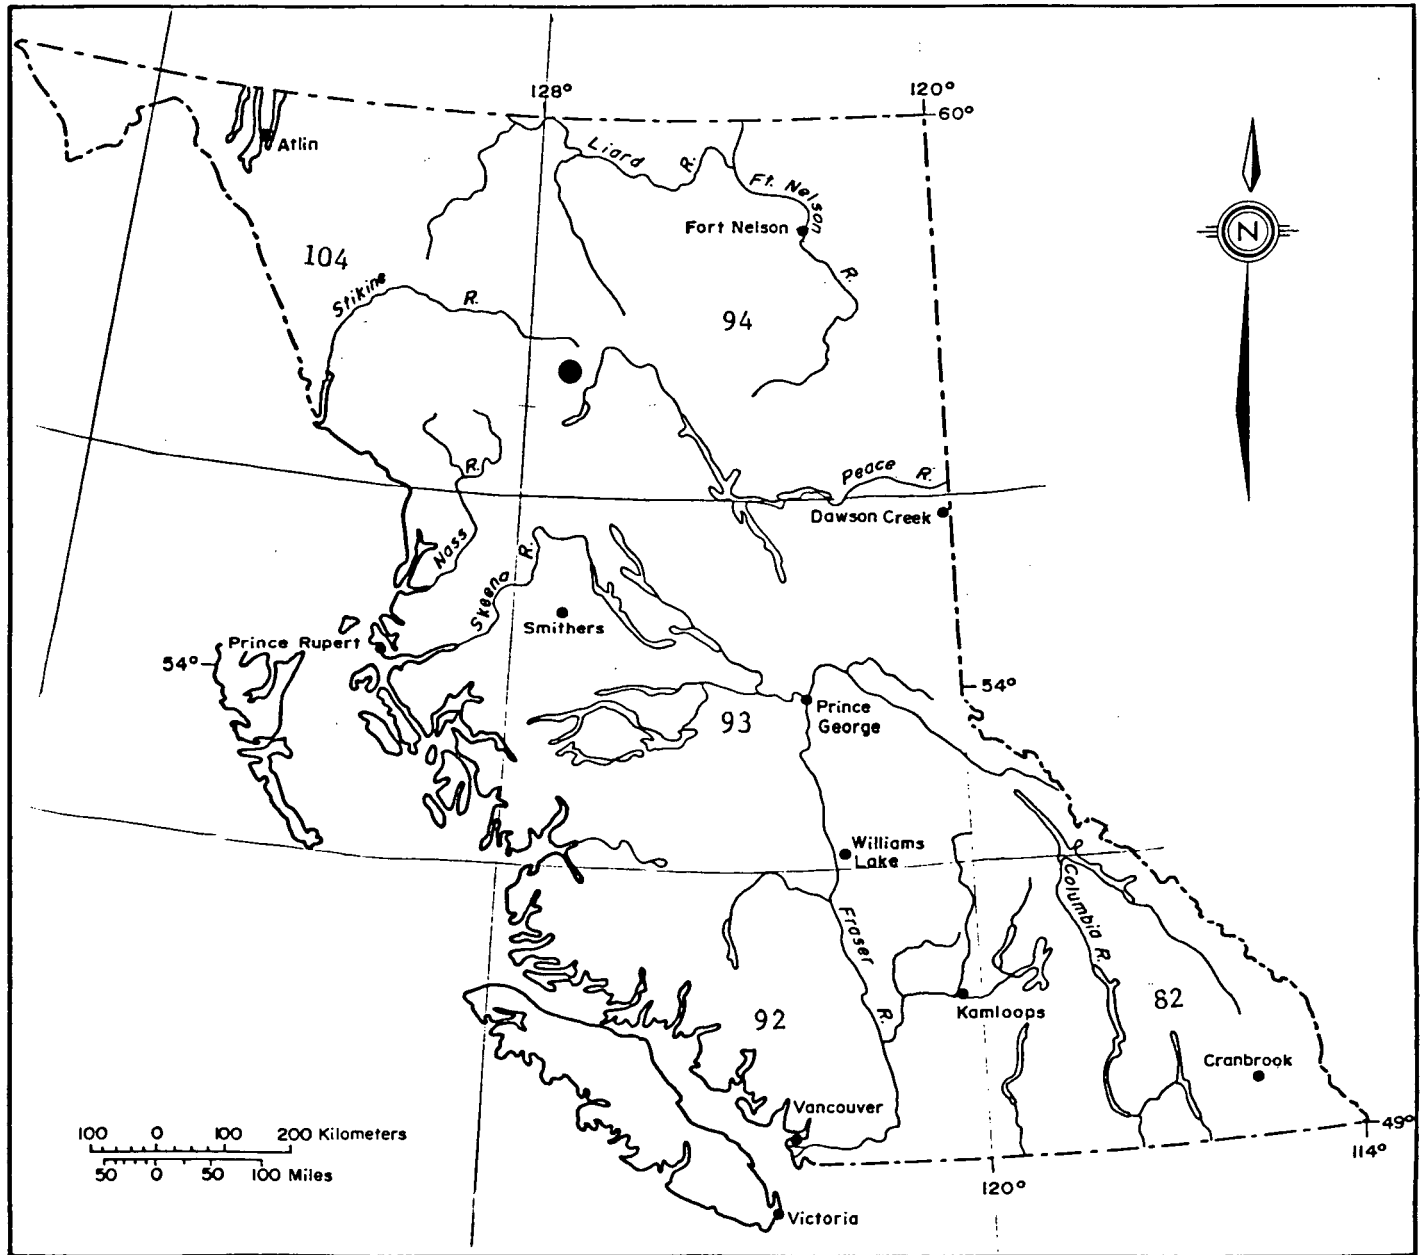 128°
120°
60°
Atlin
Liard R.
Ft. Nelson R.
Fort Nelson
N
104
Stikine R.
94
Peace R.
Dawson Creek
R.
Nass
Skeena R.
Smithers
Prince Rupert
54°
54°
Prince
George
93
Williams
Lake
Columbia R.
Fraser R.
82
92
Kamloops
Cranbrook
Vancouver
100 0 100 200 Kilometers
50 0 50 100 Miles
49°
114°
120°
Victoria